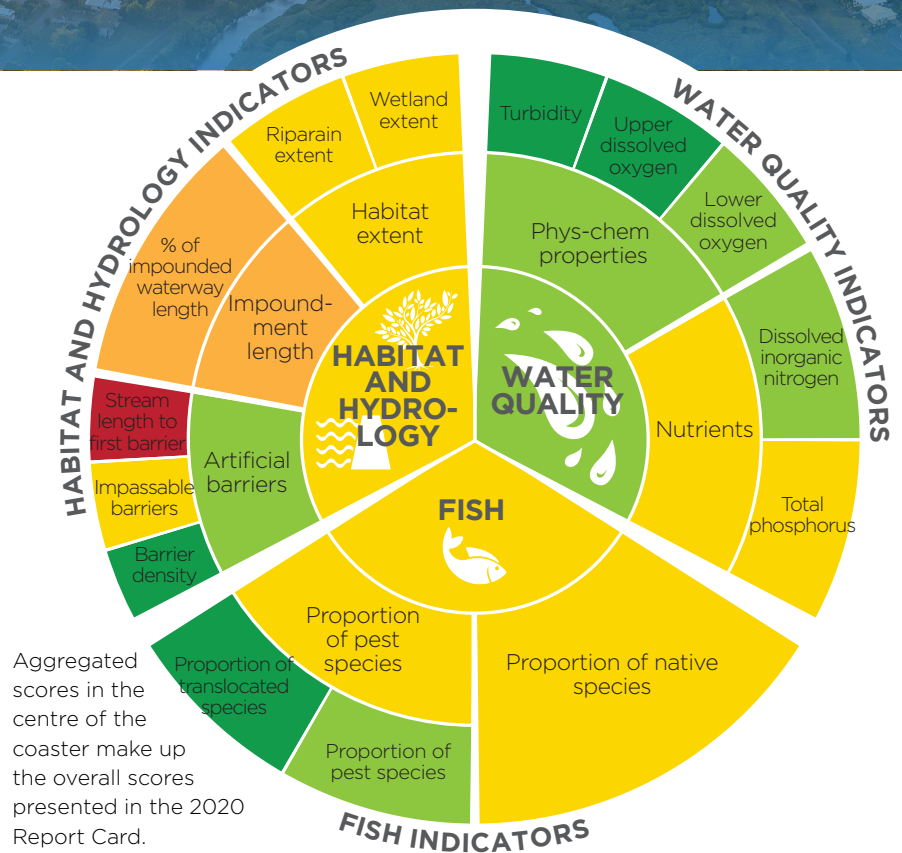 HABITAT AND HYDROLOGY INDICATORS
Riparain
extent
Wetland
extent
Habitat
extent
% of
impounded
waterway
length
Impound-
ment
length
Stream
length to
first barrier
Impassable
barriers
Barrier
density
Artificial
barriers
HABITAT
AND
HYDRO-
LOGY
WATER QUALITY INDICATORS
Turbidity
Upper
dissolved
oxygen
Lower
dissolved
oxygen
Phys-chem
properties
Dissolved
inorganic
nitrogen
Nutrients
Total
phosphorus
WATER
QUALITY
FISH
Proportion
of pest
species
Proportion of native
species
Proportion of
translocated
species
Proportion of
pest species
FISH INDICATORS
Aggregated
scores in the
centre of the
coaster make up
the overall scores
presented in the 2020
Report Card.